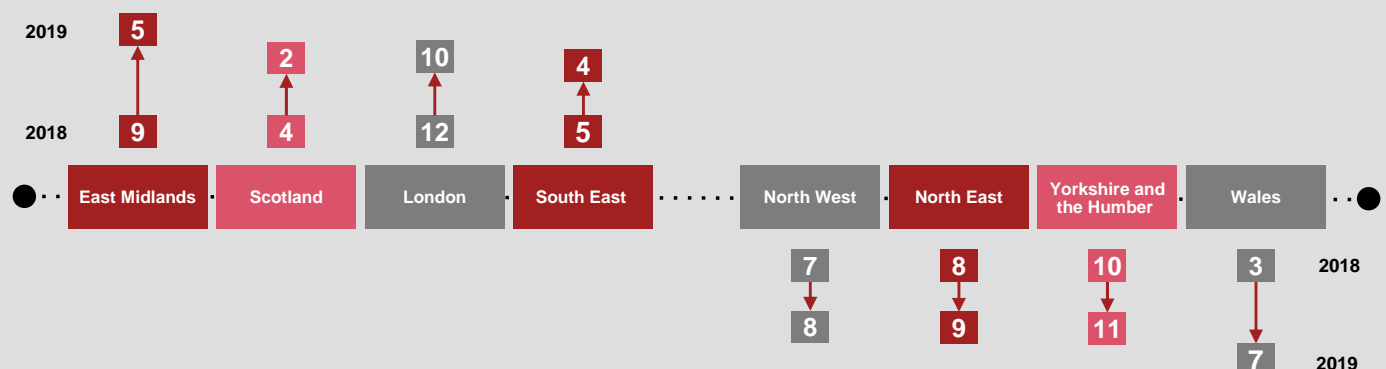 2019
5
2
10
4
2018
9
4
12
5
East Midlands
Scotland
London
South East
North West
North East
Yorkshire and
the Humber
Wales
7
8
10
3
2018
8
9
11
7
2019